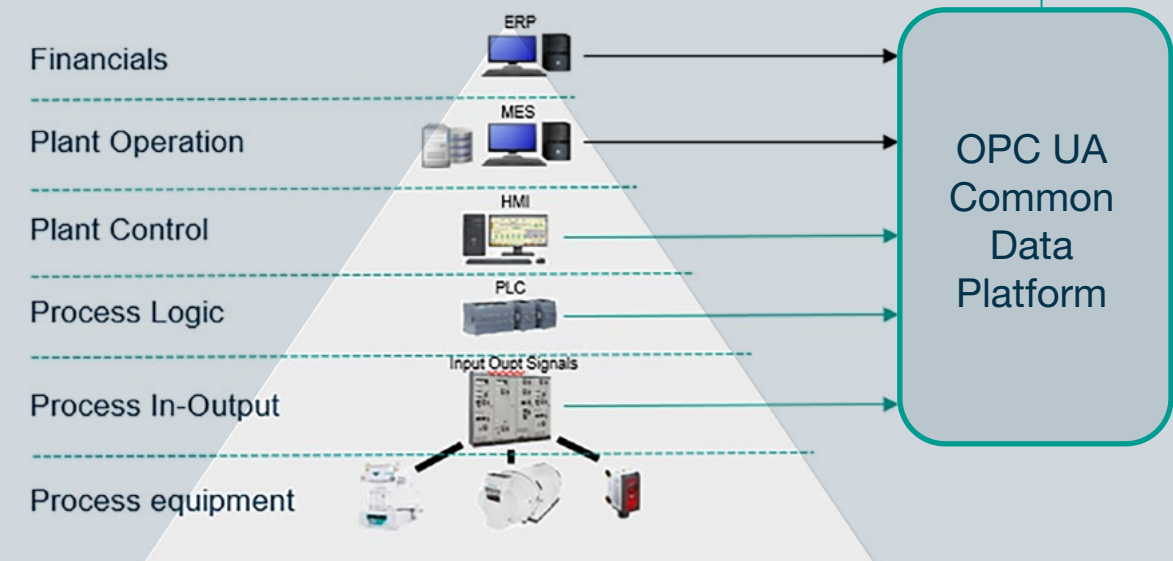 ERP
Financials
MES
Plant Operation
HMI
Plant Control
PLC
Process Logic
Input Oupt Signals
Process In-Output
Process equipment
OPC UA
Common
Data
Platform